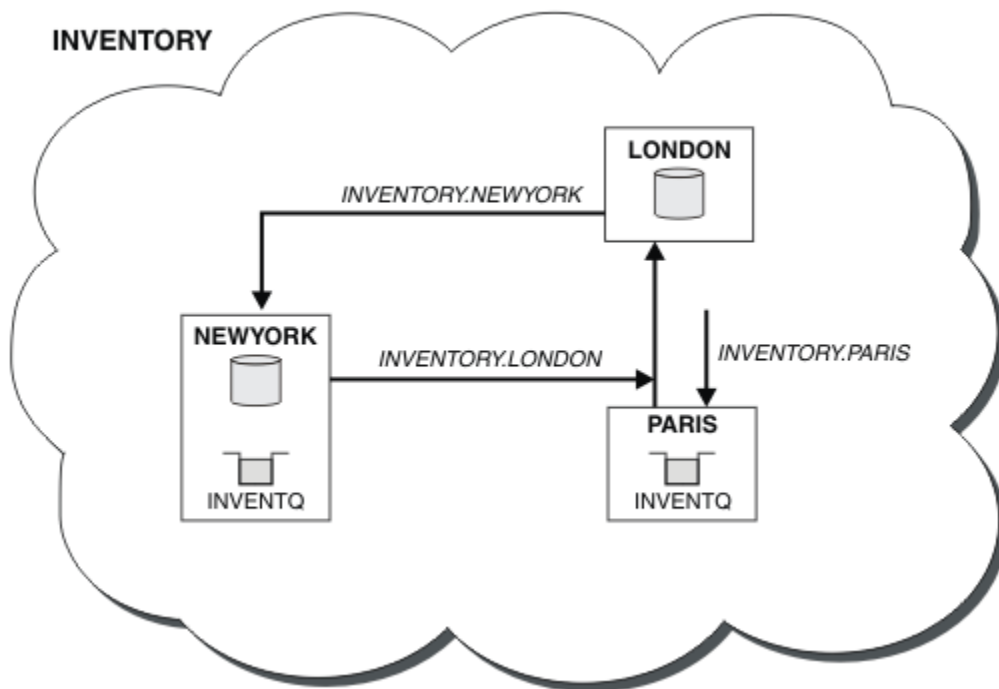 INVENTORY
LONDON
INVENTORY.NEWYORK
NEWYORK
INVENTORY.LONDON
INVENTORY.PARIS
PARIS
INVENTQ
INVENTQ